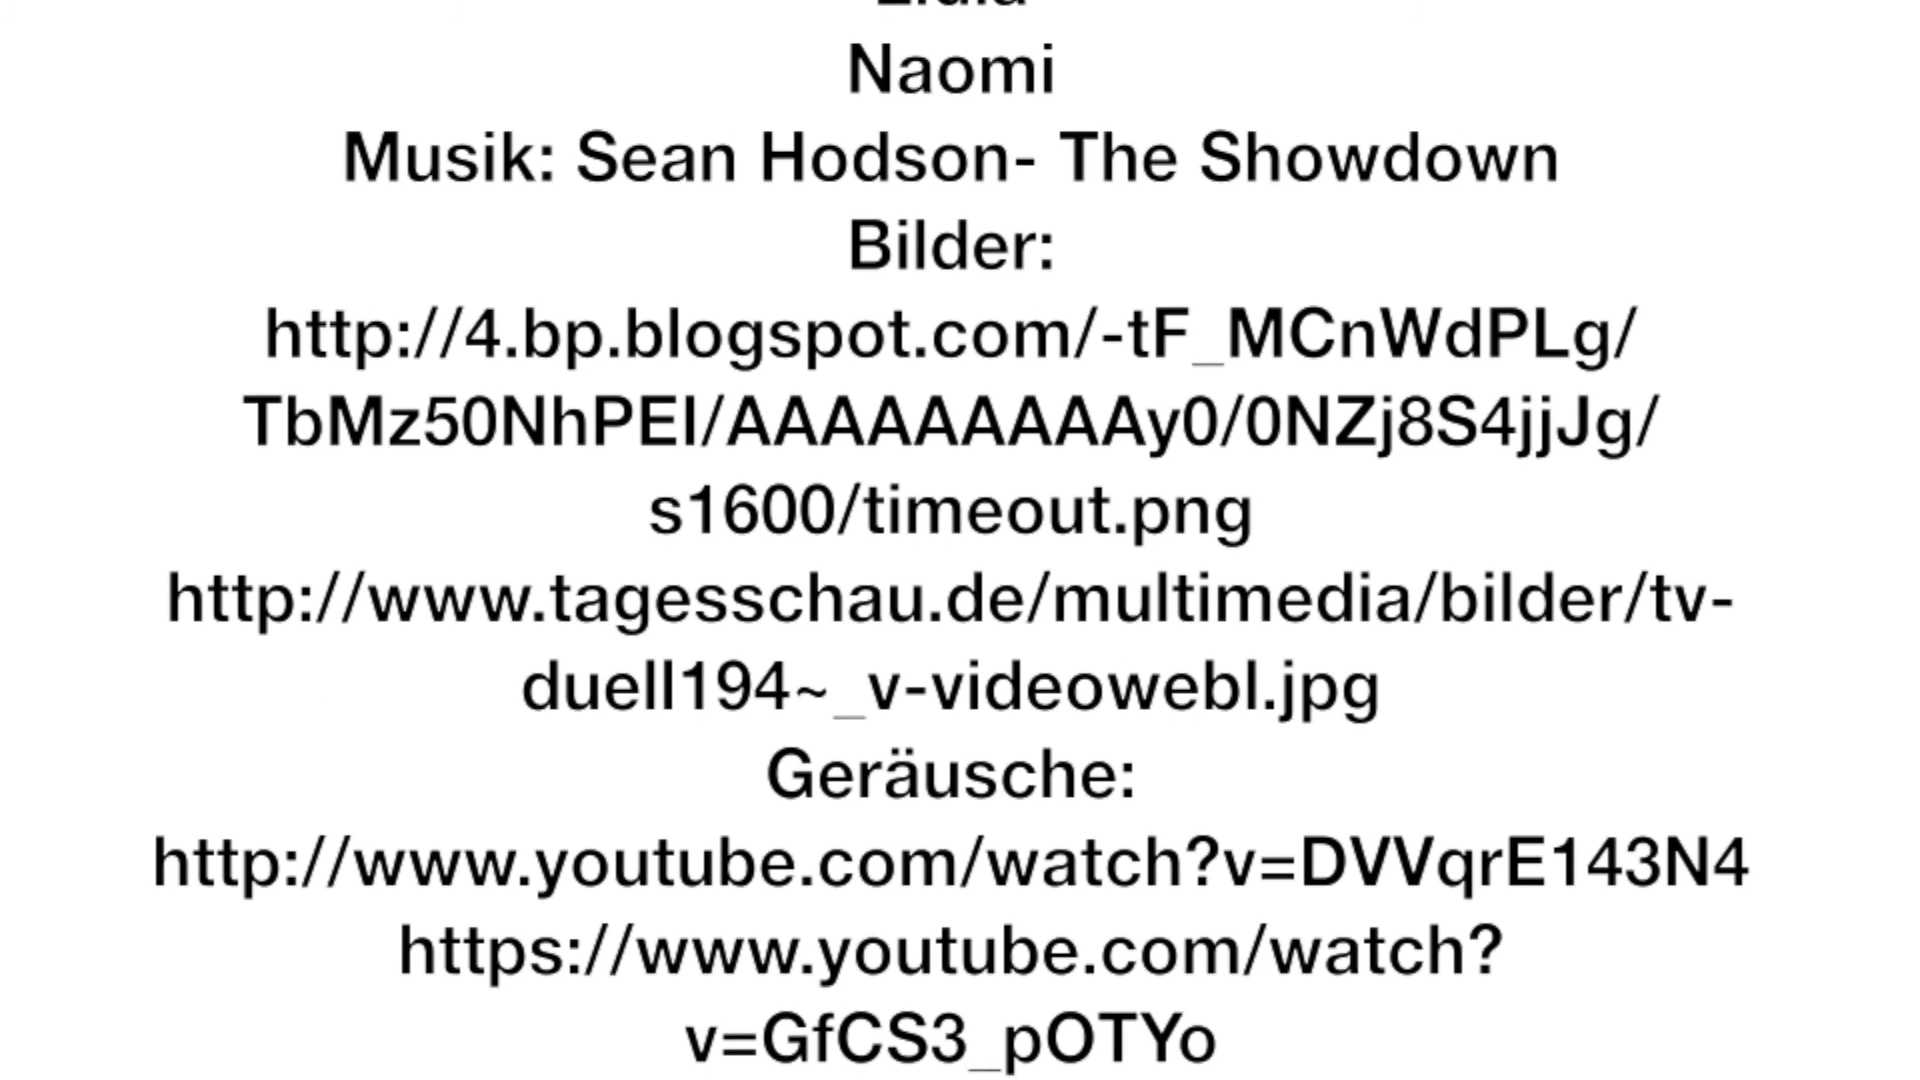 Naomi
Musik: Sean Hodson- The Showdown
Bilder:
http://4.bp.blogspot.com/-tF_MCnWdPLg/
TbMz50NhPEI/AAAAAAAAAAy0/0NZj8S4jjJg/
s1600/timeout.png
http://www.tagesschau.de/multimedia/bilder/tv-
duell194~_v-videowebl.jpg
Geräusche:
http://www.youtube.com/watch?v=DVVqrE143N4
https://www.youtube.com/watch?
v=GfCS3_pOTYo